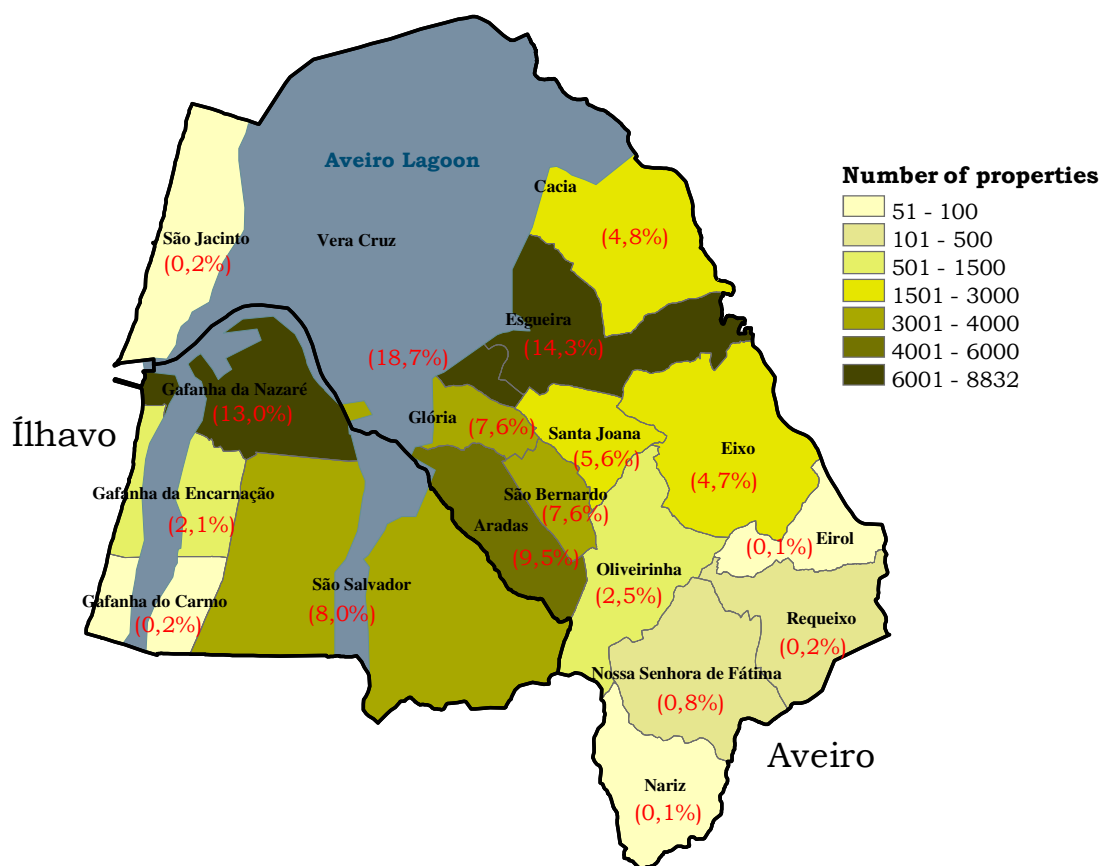 Aveiro Lagoon
Cacia
(4,8%)
São Jacinto
(0,2%)
Vera Cruz
(18,7%)
Esgueira
(14,3%)
Gafanha da Nazaré
(13,0%)
Ílhavo
Glória
(7,6%)
Santa Joana
(5,6%)
Eixo
(4,7%)
Gafanha da Encarnação
(2,1%)
São Bernardo
(7,6%)
Aradas
(9,5%)
Eirol
(0,1%)
Oliveirinha
(2,5%)
São Salvador
(8,0%)
Gafanha do Carmo
(0,2%)
Requeixo
(0,2%)
Nossa Senhora de Fátima
(0,8%)
Aveiro
Nariz
(0,1%)
Number of properties
51 - 100
101 - 500
501 - 1500
1501 - 3000
3001 - 4000
4001 - 6000
6001 - 8832